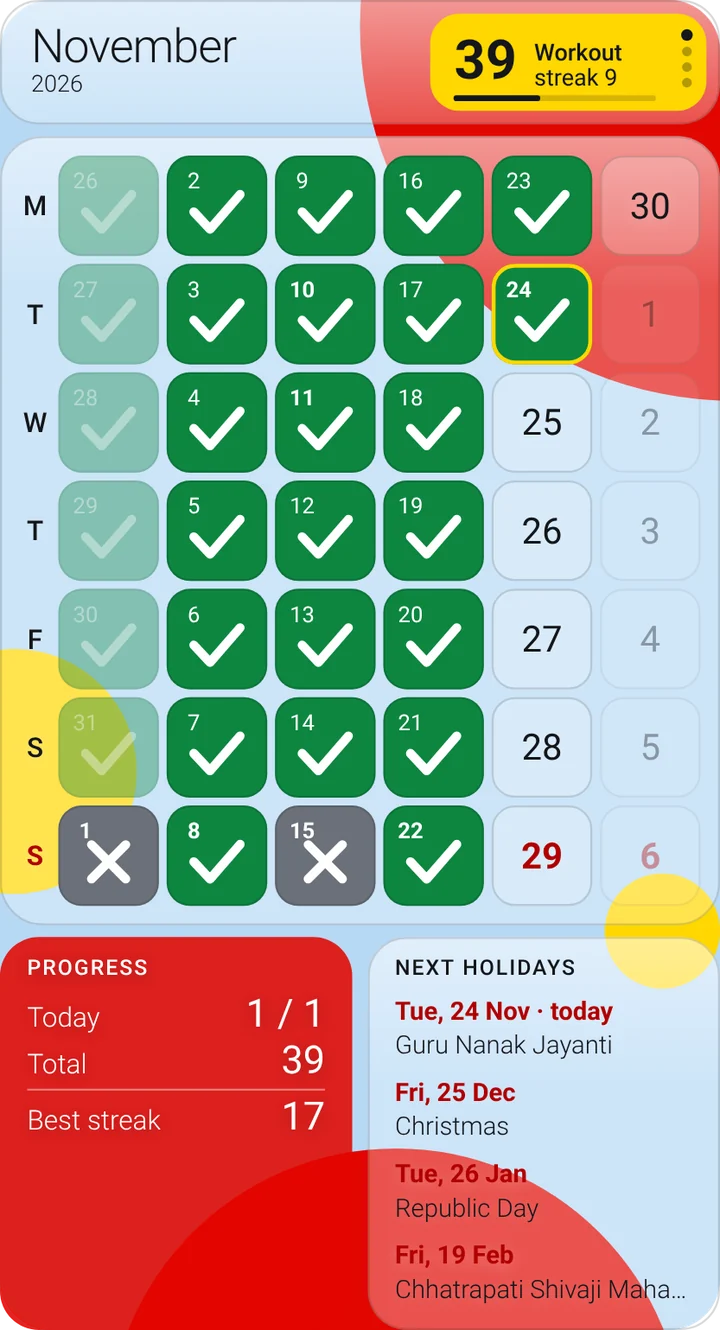 November
2026
39 Workout
streak 9
M 26 2 9 16 23 30
T 27 3 10 17 24 1
W 28 4 11 18 25 2
T 29 5 12 19 26 3
F 30 6 13 20 27 4
S 31 7 14 21 28 5
S 1 8 15 22 29 6
PROGRESS
Today 1 / 1
Total 39
Best streak 17
NEXT HOLIDAYS
Tue, 24 Nov · today
Guru Nanak Jayanti
Fri, 25 Dec
Christmas
Tue, 26 Jan
Republic Day
Fri, 19 Feb
Chhatrapati Shivaji Maha...